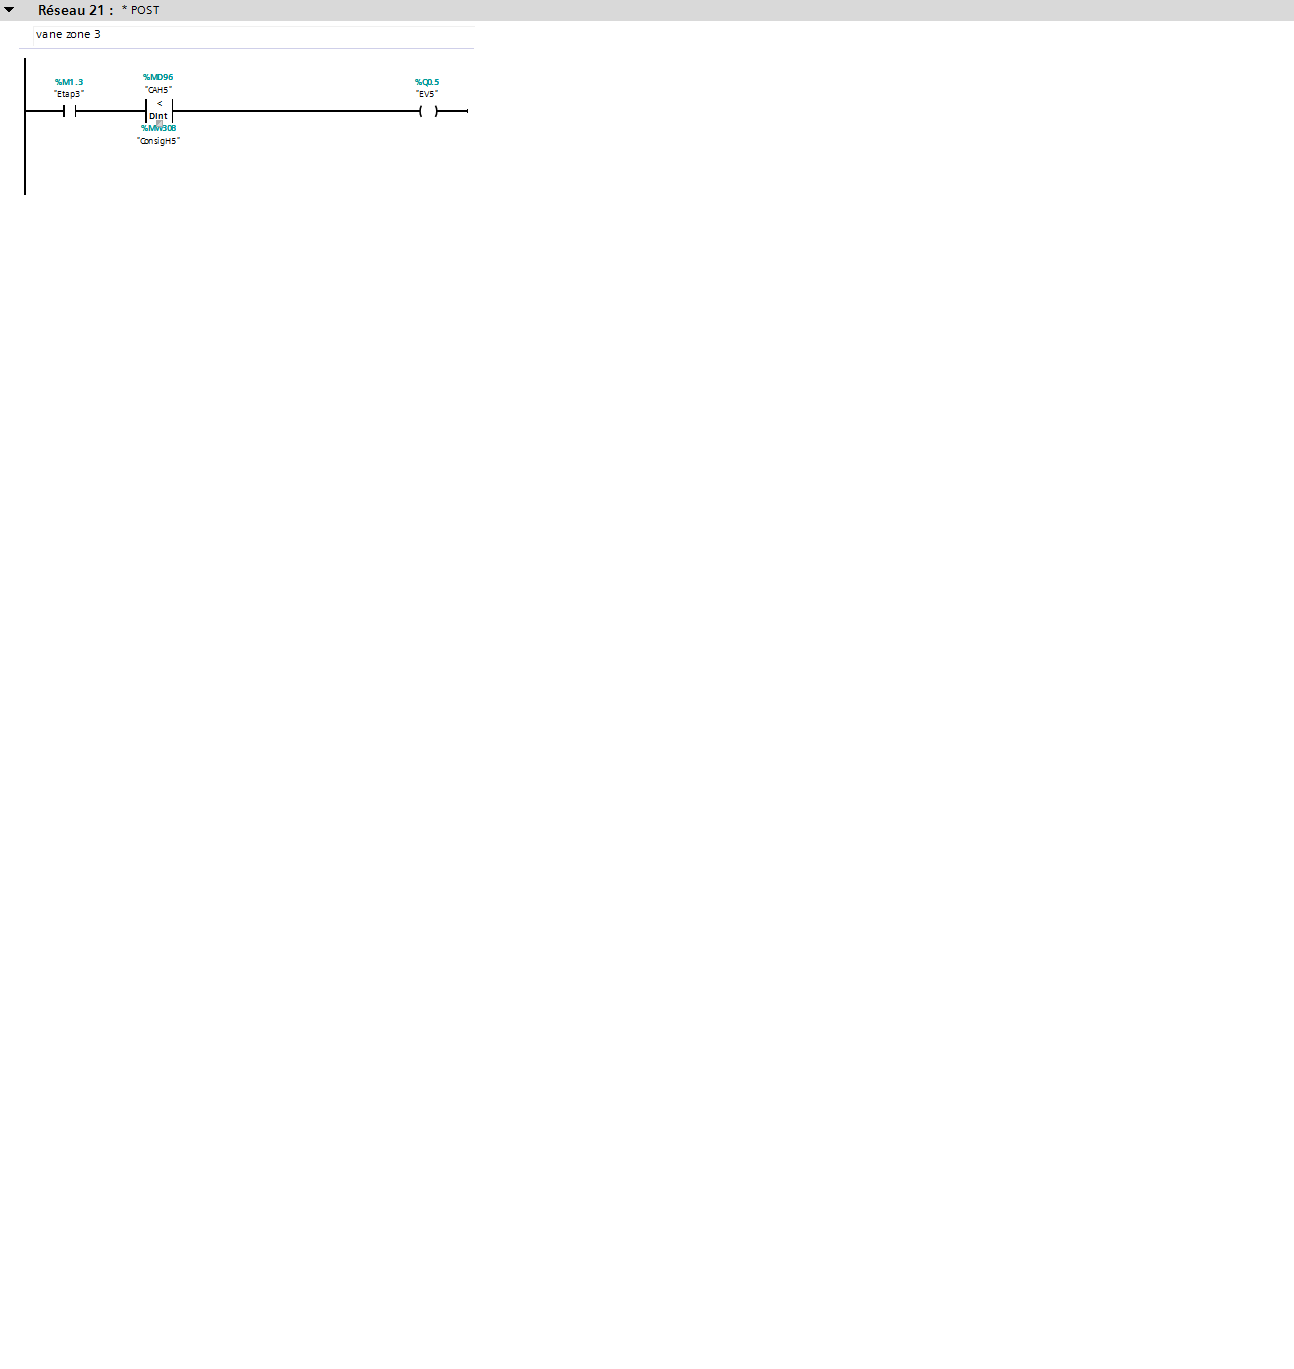 Réseau 21 : * POST
vane zone 3
%M1.3
"Etap3"
%MD96
"CAH5"
<
DInt
%MW308
"ConsigH5"
%Q0.5
"EV5"